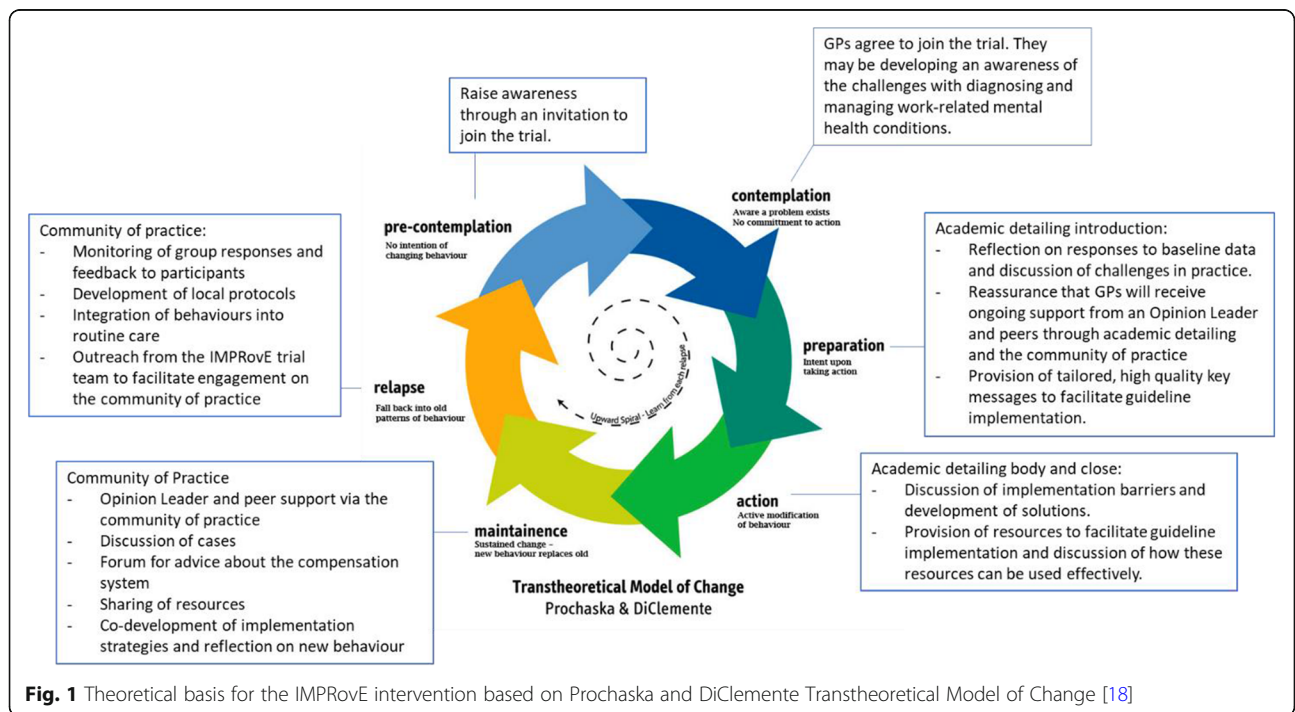 Raise awareness
through an invitation to
join the trial.
GPs agree to join the trial. They
may be developing an awareness of
the challenges with diagnosing and
managing work-related mental
health conditions.
pre-contemplation
No intention of
changing behaviour
contemplation
Aware a problem exists
No committment to action
Community of practice:
- Monitoring of group responses and
feedback to participants
- Development of local protocols
- Integration of behaviours into
routine care
- Outreach from the IMPRovE trial
team to facilitate engagement on
the community of practice
Academic detailing introduction:
- Reflection on responses to baseline data
and discussion of challenges in practice.
- Reassurance that GPs will receive
ongoing support from an Opinion Leader
and peers through academic detailing
and the community of practice
- Provision of tailored, high quality key
messages to facilitate guideline
implementation.
preparation
Intent upon
taking action
relapse
Fall back into old
patterns of behaviour
Upward Spiral - Learn from each relapse
Community of Practice
- Opinion Leader and peer support via the
community of practice
- Discussion of cases
- Forum for advice about the compensation
system
- Sharing of resources
- Co-development of implementation
strategies and reflection on new behaviour
maintainence
Sustained change –
new behaviour replaces old
action
Active modification
of behaviour
Academic detailing body and close:
- Discussion of implementation barriers and
development of solutions.
- Provision of resources to facilitate guideline
implementation and discussion of how these
resources can be used effectively.
Transtheoretical Model of Change
Prochaska & DiClemente
Fig. 1 Theoretical basis for the IMPRovE intervention based on Prochaska and DiClemente Transtheoretical Model of Change [18]